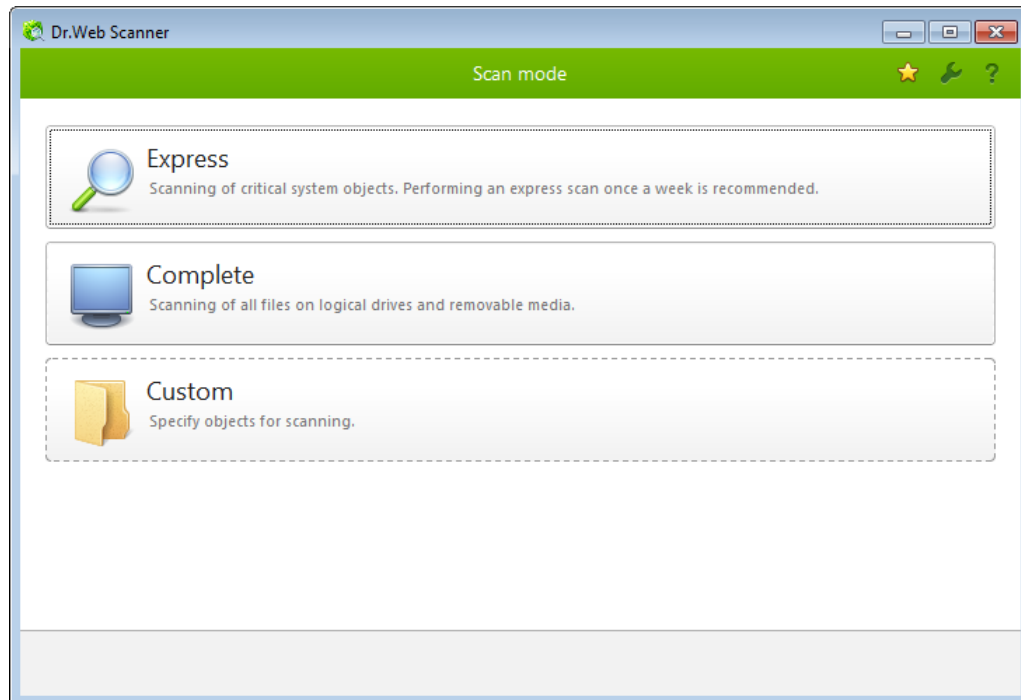 Dr.Web Scanner
Scan mode
?
Express
Scanning of critical system objects. Performing an express scan once a week is recommended.
Complete
Scanning of all files on logical drives and removable media.
Custom
Specify objects for scanning.